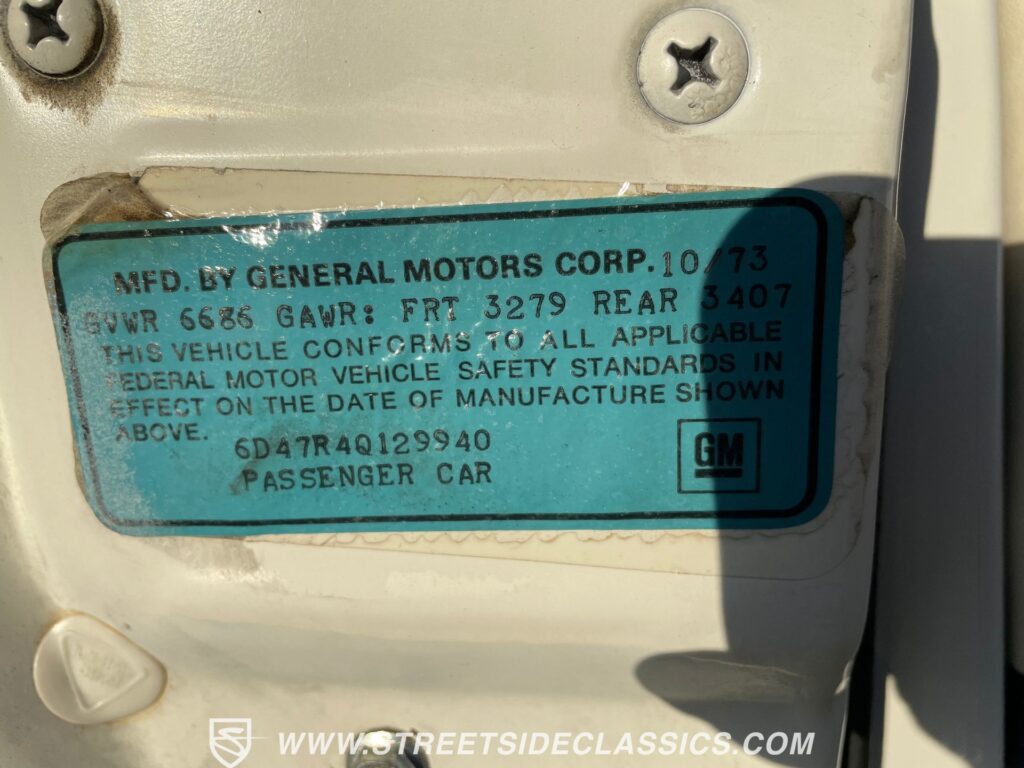 MFD. BY GENERAL MOTORS CORP. 10/73
GVWR 6686 GAWR: FRT 3279 REAR 3407
THIS VEHICLE CONFORMS TO ALL APPLICABLE
FEDERAL MOTOR VEHICLE SAFETY STANDARDS IN
EFFECT ON THE DATE OF MANUFACTURE SHOWN
ABOVE.
6D47R4Q129940
PASSENGER CAR
GM
WWW.STREETSIDECLASSICS.COM